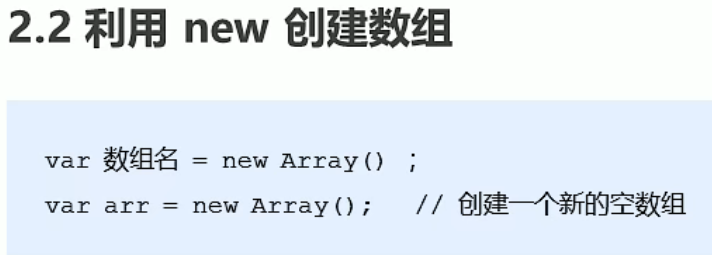 2.2 利用 new 创建数组
var 数组名 = new Array() ;
var arr = new Array(); // 创建一个新的空数组